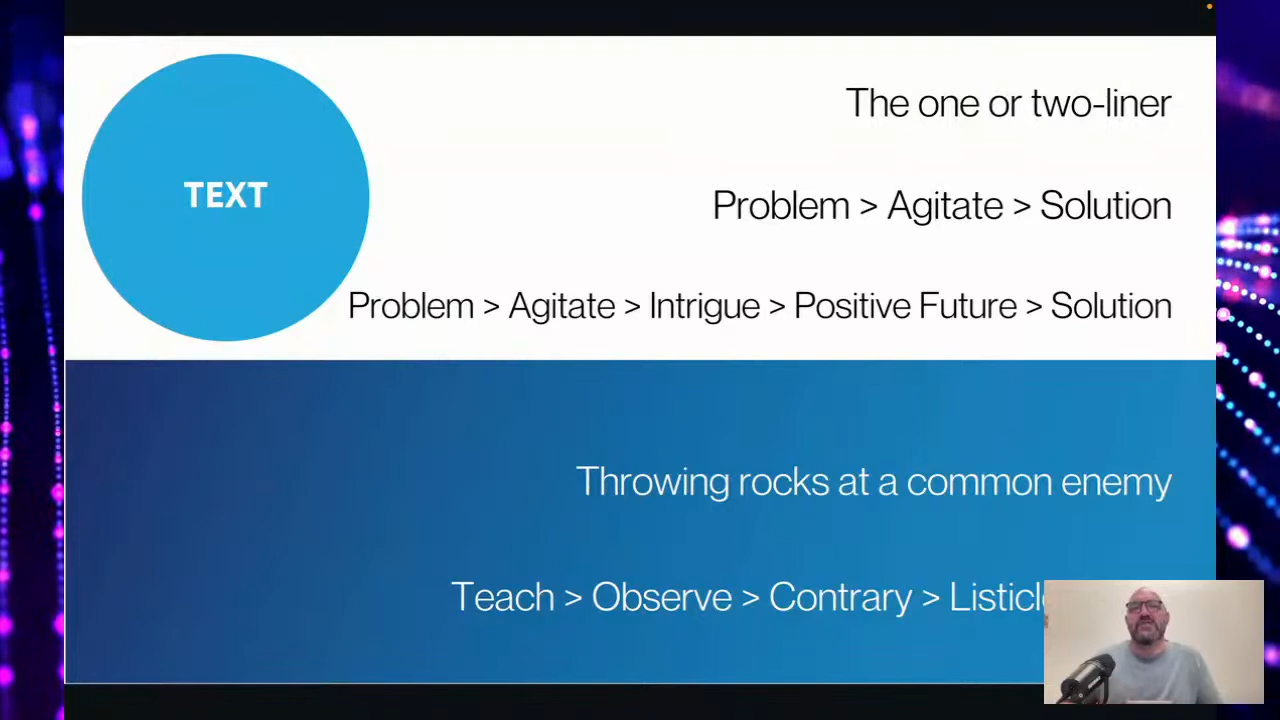 TEXT
The one or two-liner
Problem > Agitate > Solution
Problem > Agitate > Intrigue > Positive Future > Solution
Throwing rocks at a common enemy
Teach > Observe > Contrary >